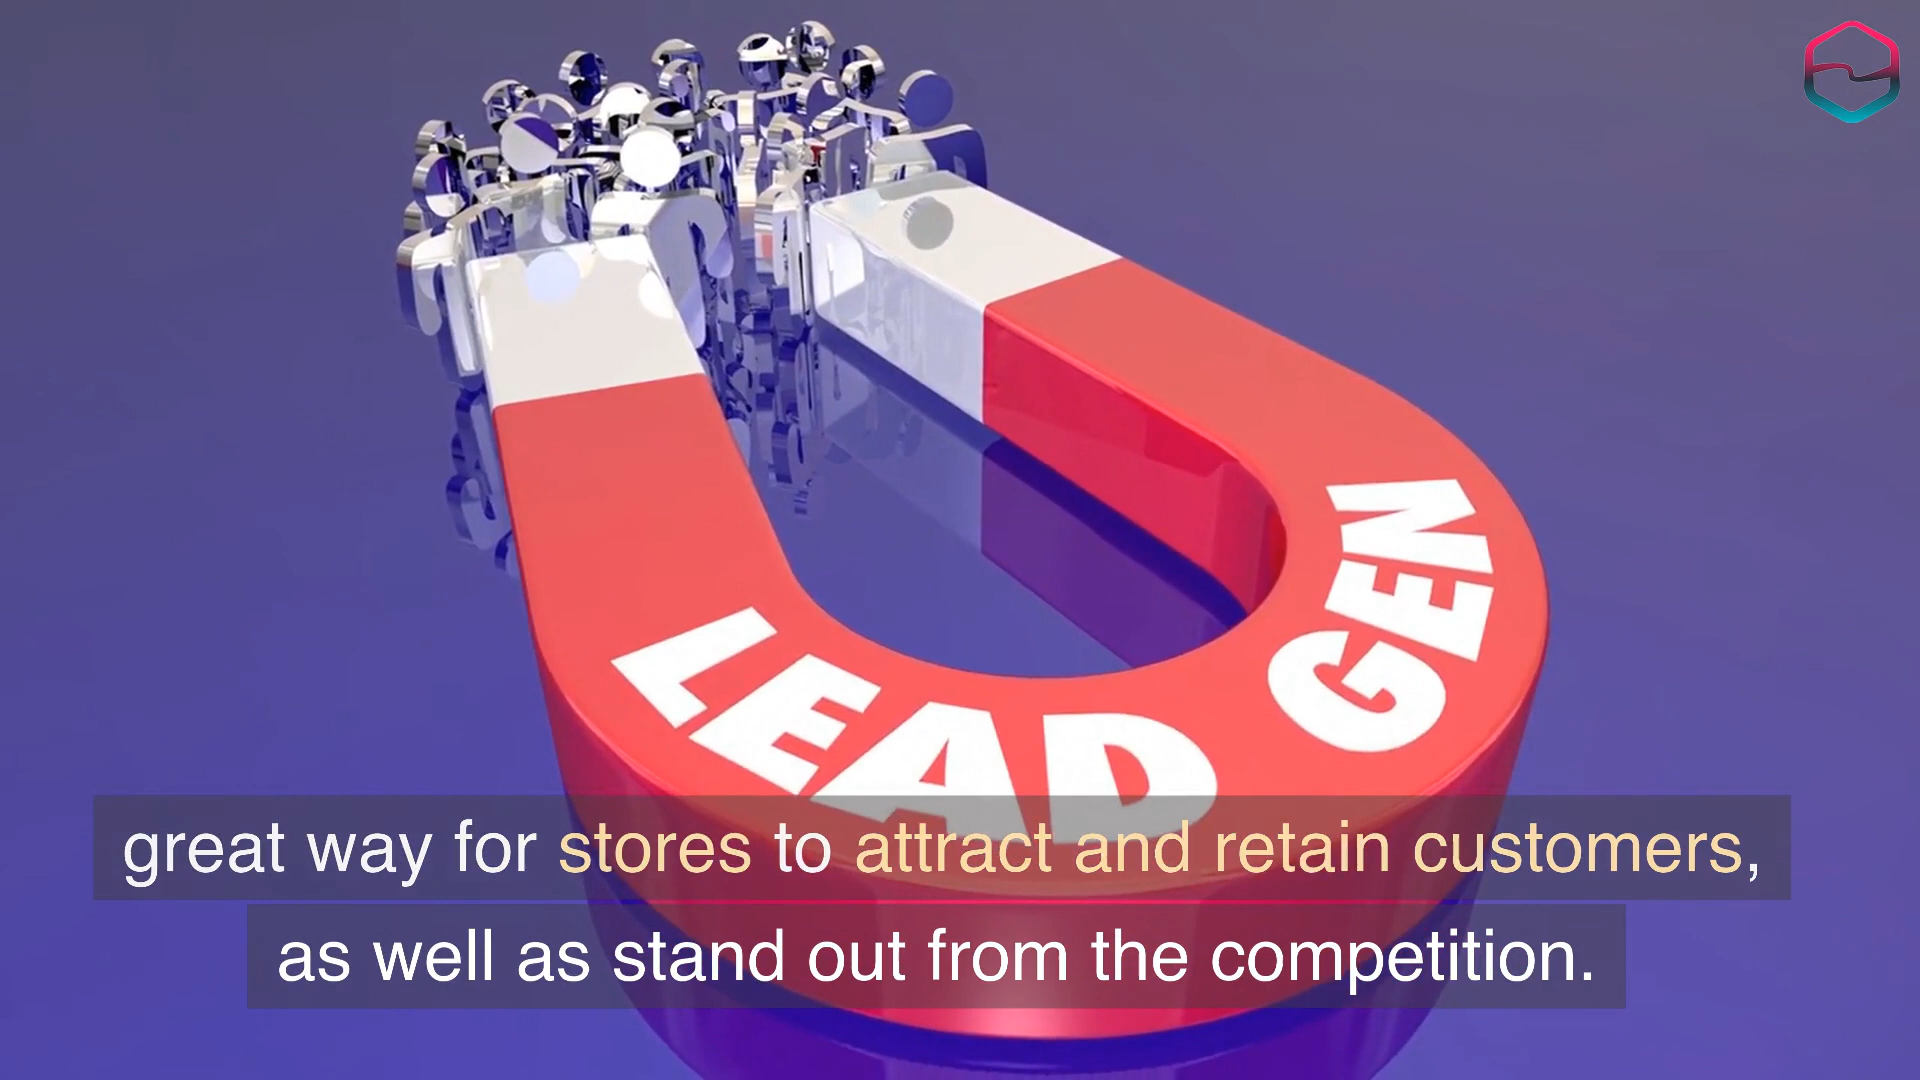 LEAD GEN
great way for stores to attract and retain customers,
as well as stand out from the competition.